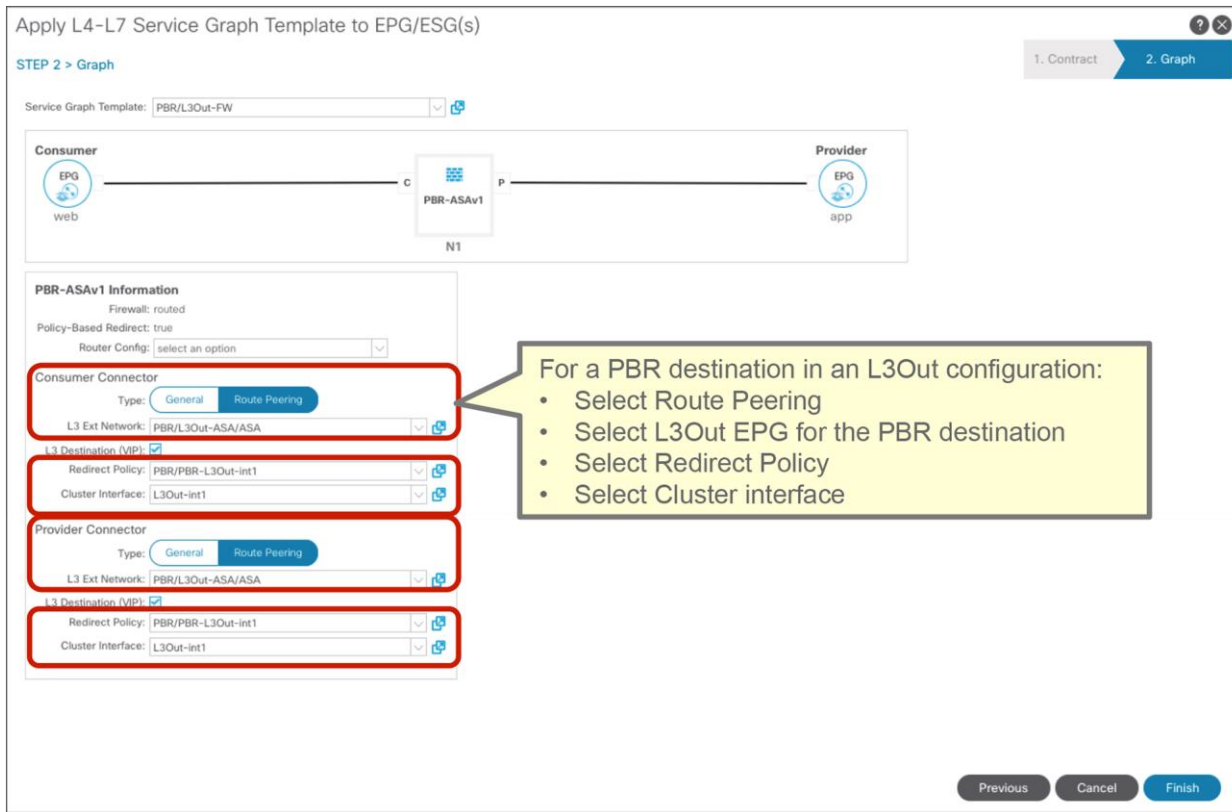 Apply L4-L7 Service Graph Template to EPG/ESG(s)
STEP 2 > Graph
1. Contract
2. Graph
Service Graph Template: PBR/L3Out-FW
Consumer
Provider
EPG
C
P
EPG
PBR-ASAv1
web
app
N1
PBR-ASAv1 Information
Firewall: routed
Policy-Based Redirect: true
Router Config: select an option
Consumer Connector
Type: General Route Peering
L3 Ext Network: PBR/L3Out-ASA/ASA
L3 Destination (VIP):
Redirect Policy: PBR/PBR-L3Out-int1
Cluster Interface: L3Out-int1
Provider Connector
Type: General Route Peering
L3 Ext Network: PBR/L3Out-ASA/ASA
L3 Destination (VIP):
Redirect Policy: PBR/PBR-L3Out-int1
Cluster Interface: L3Out-int1
For a PBR destination in an L3Out configuration:
• Select Route Peering
• Select L3Out EPG for the PBR destination
• Select Redirect Policy
• Select Cluster interface
Previous
Cancel
Finish